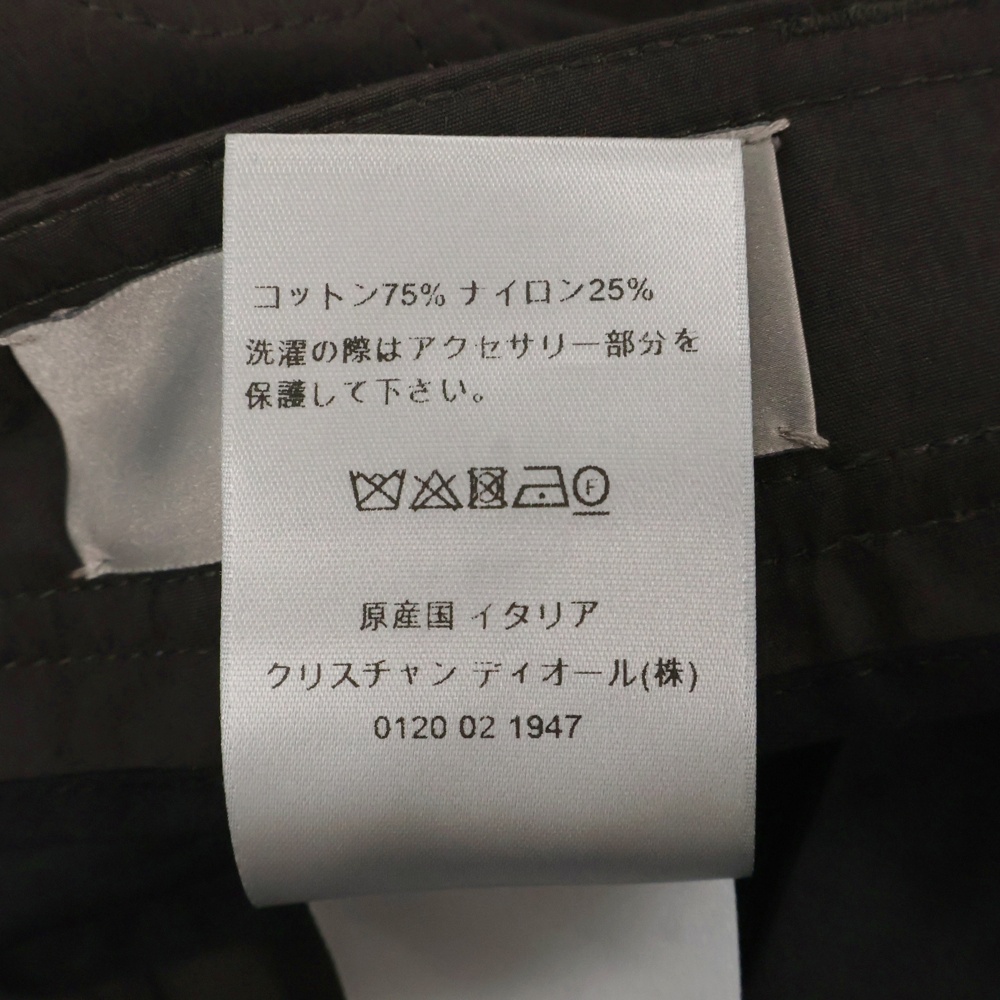 コットン75% ナイロン25%
洗濯の際はアクセサリー部分を
保護して下さい。
F
原産国 イタリア
クリスチャン ディオール(株)
0120 02 1947